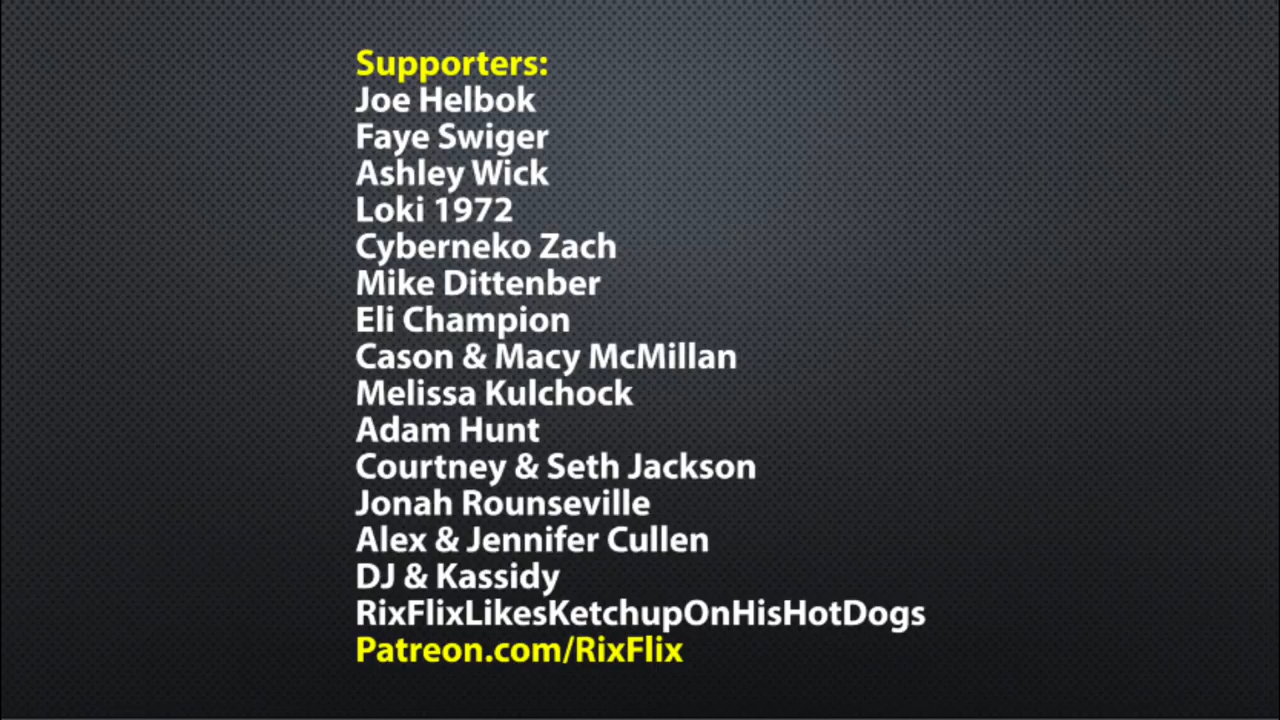 Supporters:
Joe Helbok
Faye Swiger
Ashley Wick
Loki 1972
Cyberneko Zach
Mike Dittenber
Eli Champion
Cason & Macy McMillan
Melissa Kulchock
Adam Hunt
Courtney & Seth Jackson
Jonah Rounseville
Alex & Jennifer Cullen
DJ & Kassidy
RixFlixLikesKetchupOnHisHotDogs
Patreon.com/RixFlix